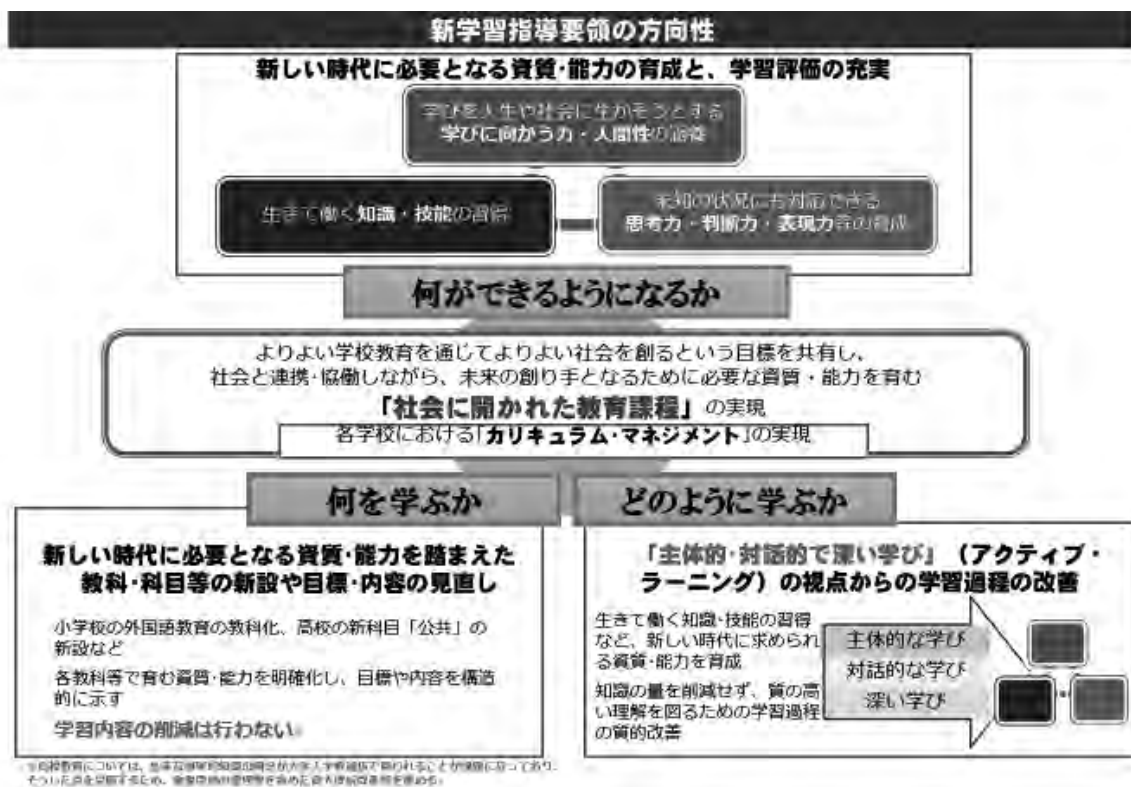 新学習指導要領の方向性
新しい時代に必要となる資質・能力の育成と、学習評価の充実
学びを人生や社会に生かそうとする
学びに向かう力・人間性の涵養
生きて働く知識・技能の習得
未知の状況にも対応できる
思考力・判断力・表現力等の育成
何ができるようになるか
よりよい学校教育を通じてよりよい社会を創るという目標を共有し、
社会と連携・協働しながら、未来の創り手となるために必要な資質・能力を育む
「社会に開かれた教育課程」の実現
各学校における「カリキュラム・マネジメント」の実現
何を学ぶか
新しい時代に必要となる資質・能力を踏まえた
教科・科目等の新設や目標・内容の見直し
小学校の外国語教育の教科化、高校の新科目「公共」の
新設など
各教科等で育む資質・能力を明確化し、目標や内容を構造
的に示す
学習内容の削減は行わない※
どのように学ぶか
「主体的・対話的で深い学び」（アクティブ・
ラーニング）の視点からの学習過程の改善
生きて働く知識・技能の習得
など、新しい時代に求められ
る資質・能力を育成
知識の量を削減せず、質の高
い理解を図るための学習過程
の質的改善
主体的な学び
対話的な学び
深い学び